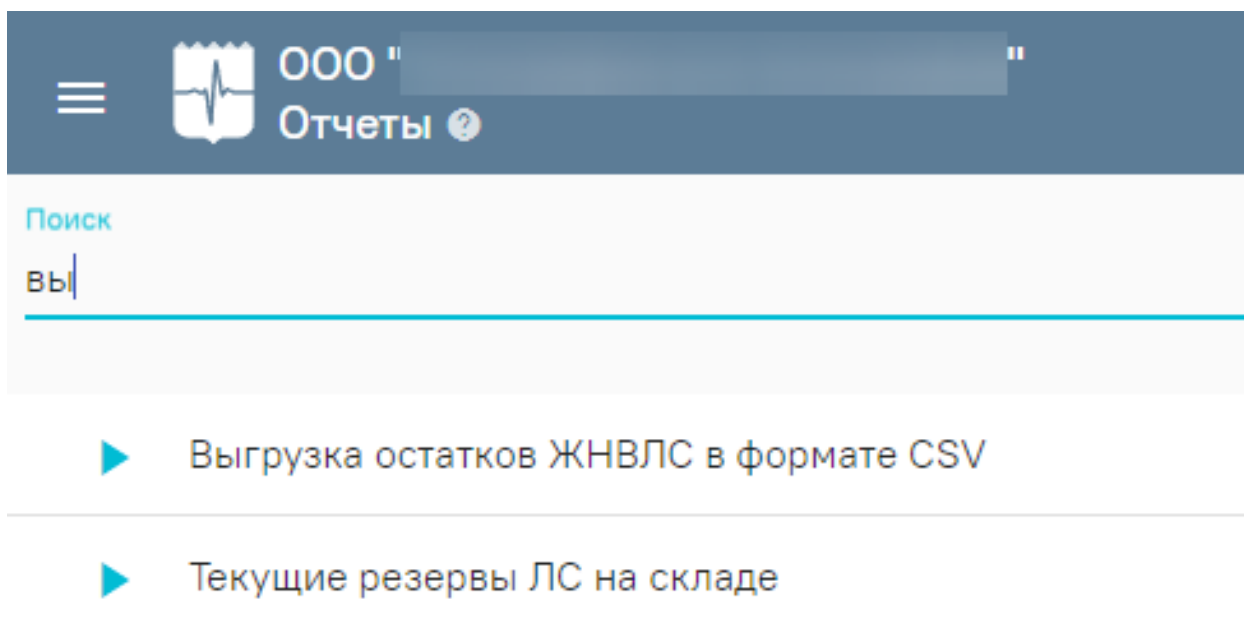 ООО " "
Отчеты ?
Поиск
вы
Выгрузка остатков ЖНВЛС в формате CSV
Текущие резервы ЛС на складе